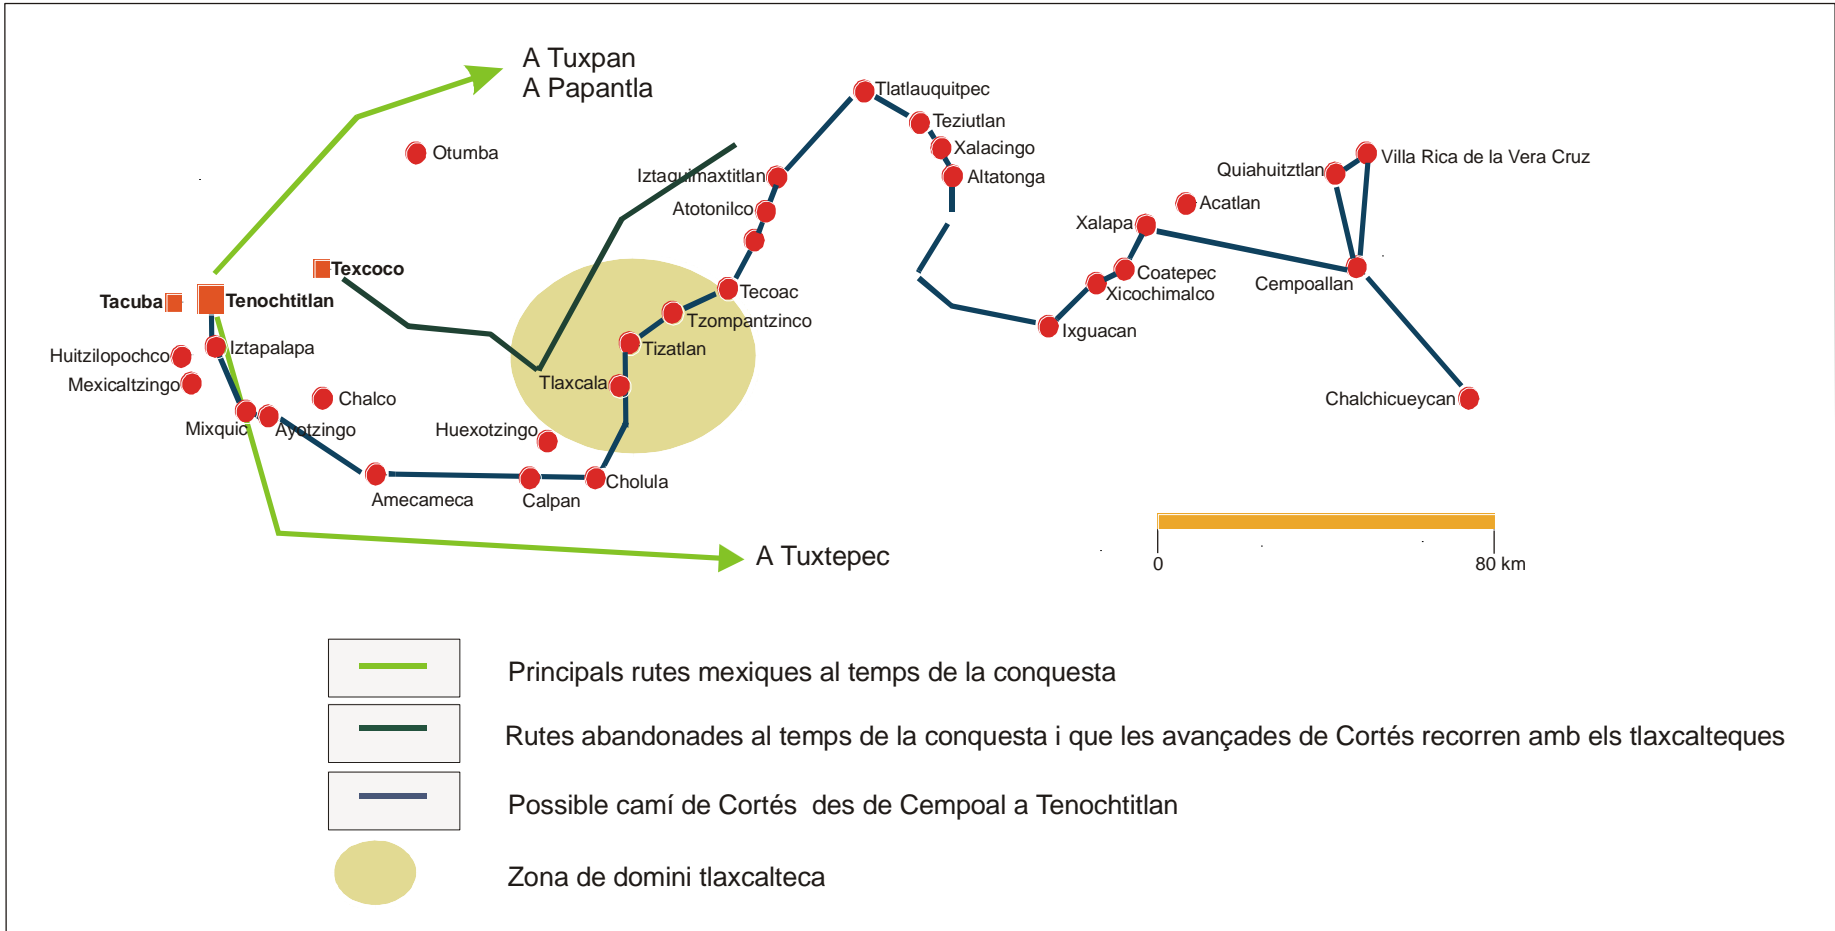 A Tuxpan
A Papantla
Tlatlauquitpec
Teziutlan
Otumba
Xalacingo
Villa Rica de la Vera Cruz
Iztaquimaxtitlan
Altatonga
Quiahuitztlan
Atotonilco
Acatlan
Xalapa
Texcoco
Coatepec
Tacuba
Tenochtitlan
Tecoac
Xicochimalco
Cempoallan
Tzompantzinco
Ixguacan
Huitzilopochco
Iztapalapa
Tizatlan
Mexicaltzingo
Tlaxcala
Chalco
Chalchicueycan
Mixquic
Ayotzingo
Huexotzingo
Amecameca
Calpan
Cholula
A Tuxtepec
0
80 km
Principals rutes mexiques al temps de la conquesta
Rutes abandonades al temps de la conquesta i que les avançades de Cortés recorren amb els tlaxcalteques
Possible camí de Cortés des de Cempoal a Tenochtitlan
Zona de domini tlaxcalteca